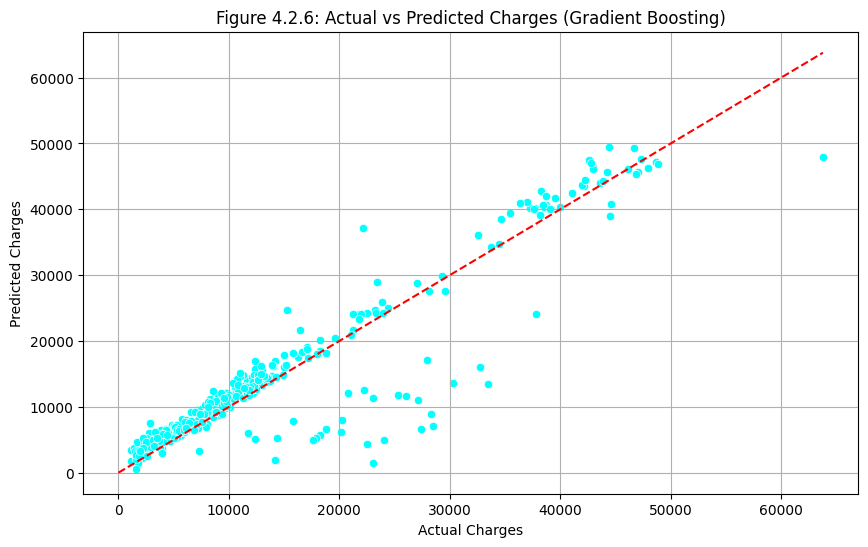 Figure 4.2.6: Actual vs Predicted Charges (Gradient Boosting)
Predicted Charges
60000
50000
40000
30000
20000
10000
0
0 10000 20000 30000 40000 50000 60000
Actual Charges